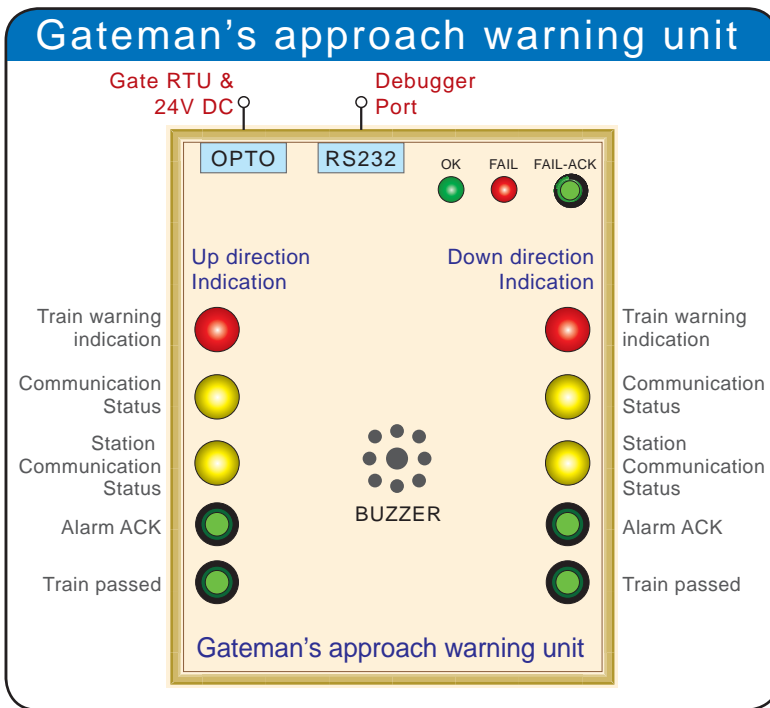 Gateman’s approach warning unit
Gate RTU &
24V DC
Debugger
Port
OPTO
RS232
OK
FAIL
FAIL-ACK
Up direction
Indication
Down direction
Indication
Train warning
indication
Communication
Status
Station
Communication
Status
Alarm ACK
Train passed
Train warning
indication
Communication
Status
Station
Communication
Status
Alarm ACK
Train passed
BUZZER
Gateman’s approach warning unit